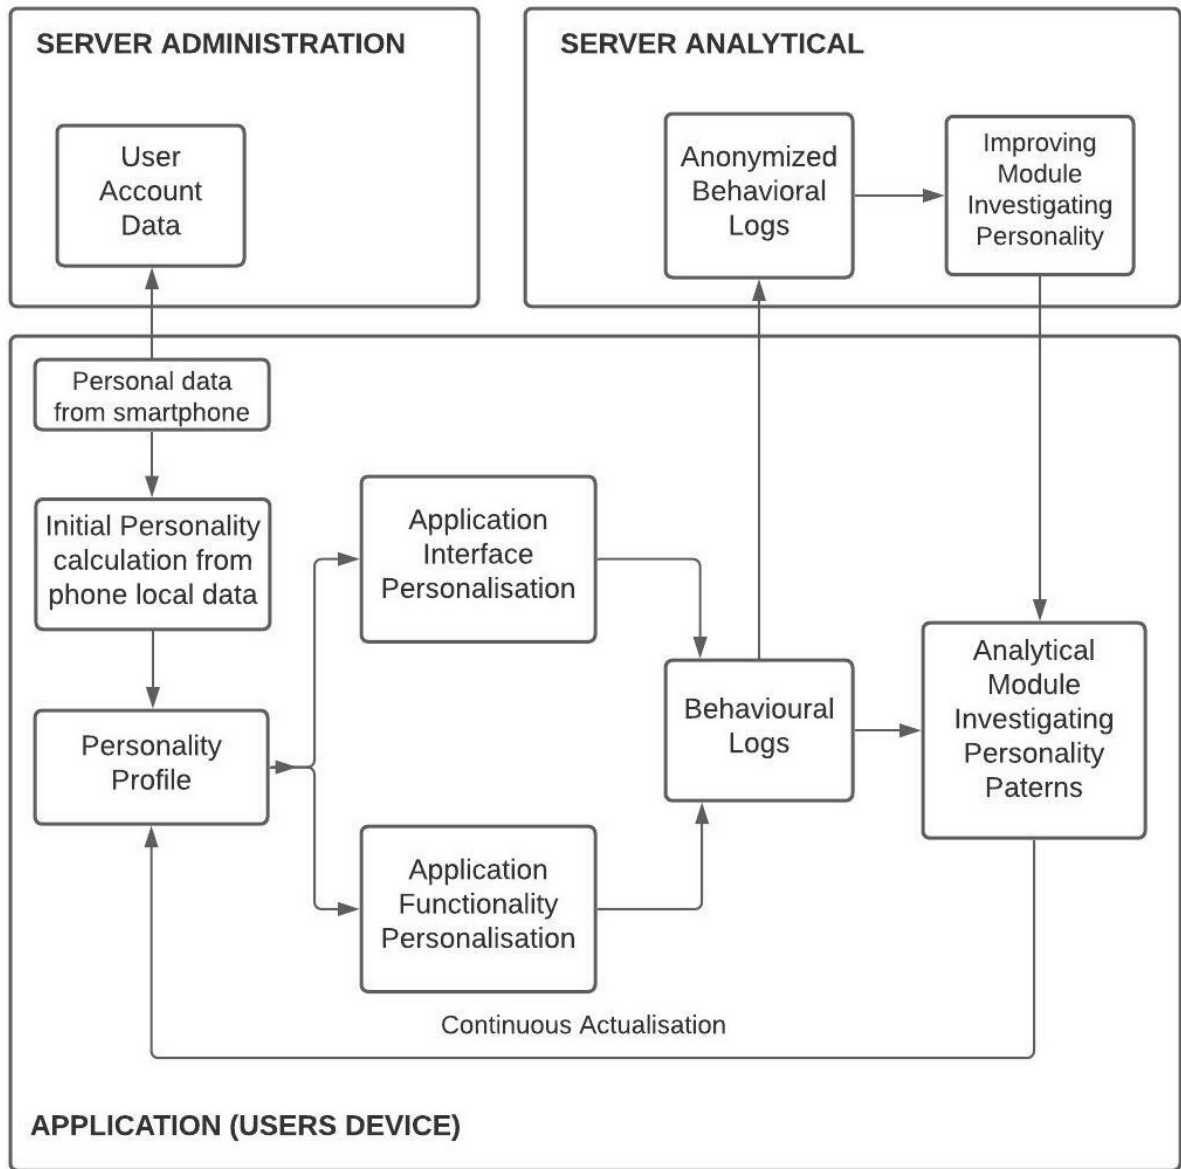 SERVER ADMINISTRATION
User
Account
Data
SERVER ANALYTICAL
Anonymized
Behavioral
Logs
Improving
Module
Investigating
Personality
Personal data
from smartphone
Initial Personality
calculation from
phone local data
Personality
Profile
Application
Interface
Personalisation
Application
Functionality
Personalisation
Behavioural
Logs
Analytical
Module
Investigating
Personality
Paterns
Continuous Actualisation
APPLICATION (USERS DEVICE)